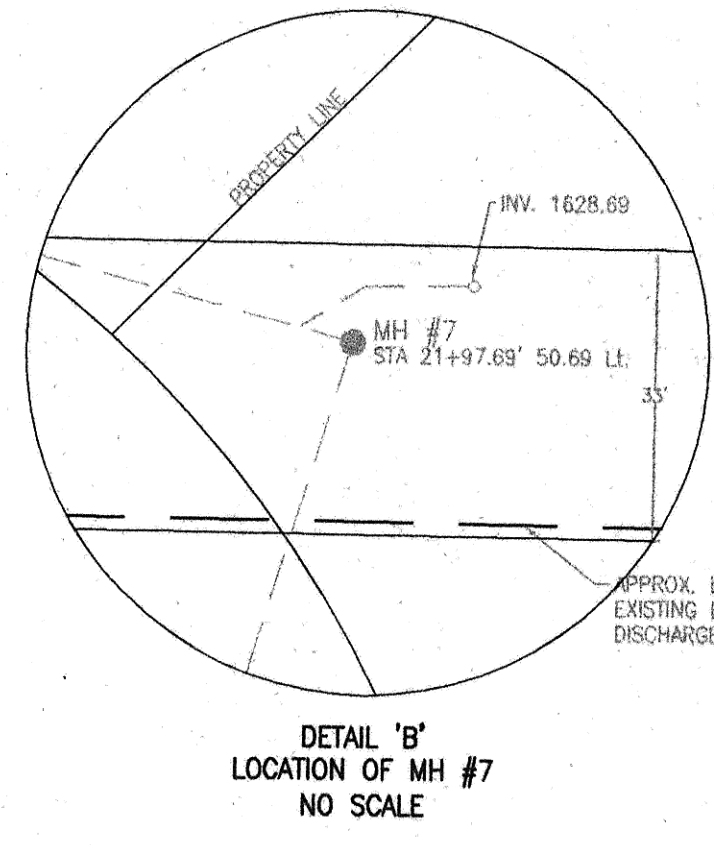 PROPERTY LINE
INV. 1628.69
MH #7
STA 21+97.69' 50.69 Lt.
33'
APPROX.
EXISTING
DISCHARGE
DETAIL 'B'
LOCATION OF MH #7
NO SCALE